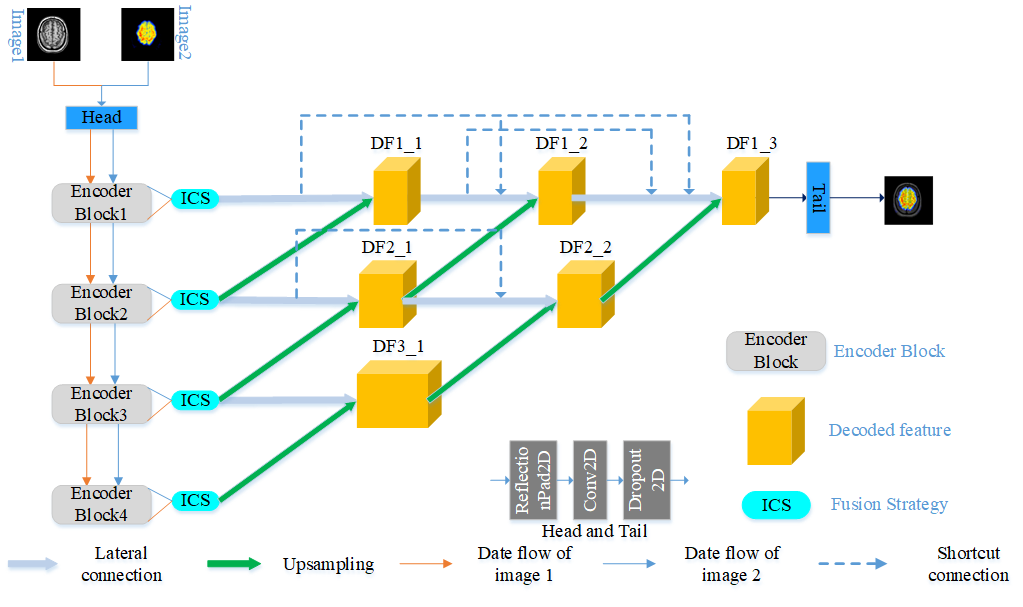 Image1
Image2
Head
DF1_1
DF1_2
DF1_3
Encoder
Block1
ICS
Tail
DF2_1
DF2_2
Encoder
Block2
ICS
DF3_1
Encoder
Block
Encoder Block
Encoder
Block3
ICS
Decoded feature
Reflectio
nPad2D
Conv2D
Dropout
2D
Encoder
Block4
ICS
ICS
Fusion Strategy
Head and Tail
Lateral
connection
Upsampling
Date flow of
image 1
Date flow of
image 2
Shortcut
connection